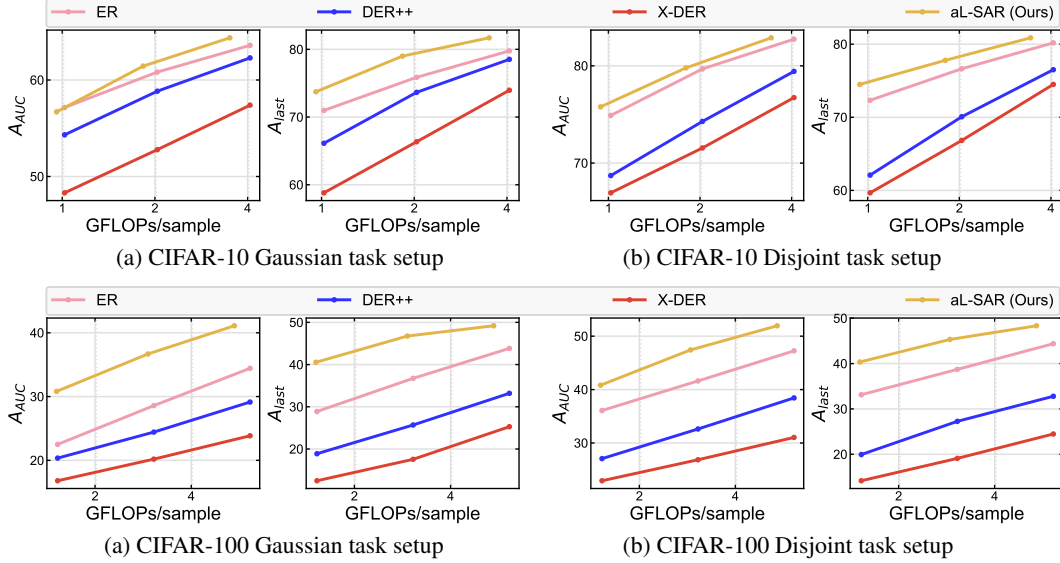 ER DER++ X-DER aL-SAR (Ours)
A_AUC 60 50 1 2 4 GFLOPs/sample
A_last 80 70 60 1 2 4 GFLOPs/sample
A_AUC 80 70 1 2 4 GFLOPs/sample
A_last 80 70 60 1 2 4 GFLOPs/sample
(a) CIFAR-10 Gaussian task setup
(b) CIFAR-10 Disjoint task setup
ER DER++ X-DER aL-SAR (Ours)
A_AUC 40 30 20 2 4 GFLOPs/sample
A_last 50 40 30 20 2 4 GFLOPs/sample
A_AUC 50 40 30 2 4 GFLOPs/sample
A_last 50 40 30 20 2 4 GFLOPs/sample
(a) CIFAR-100 Gaussian task setup
(b) CIFAR-100 Disjoint task setup